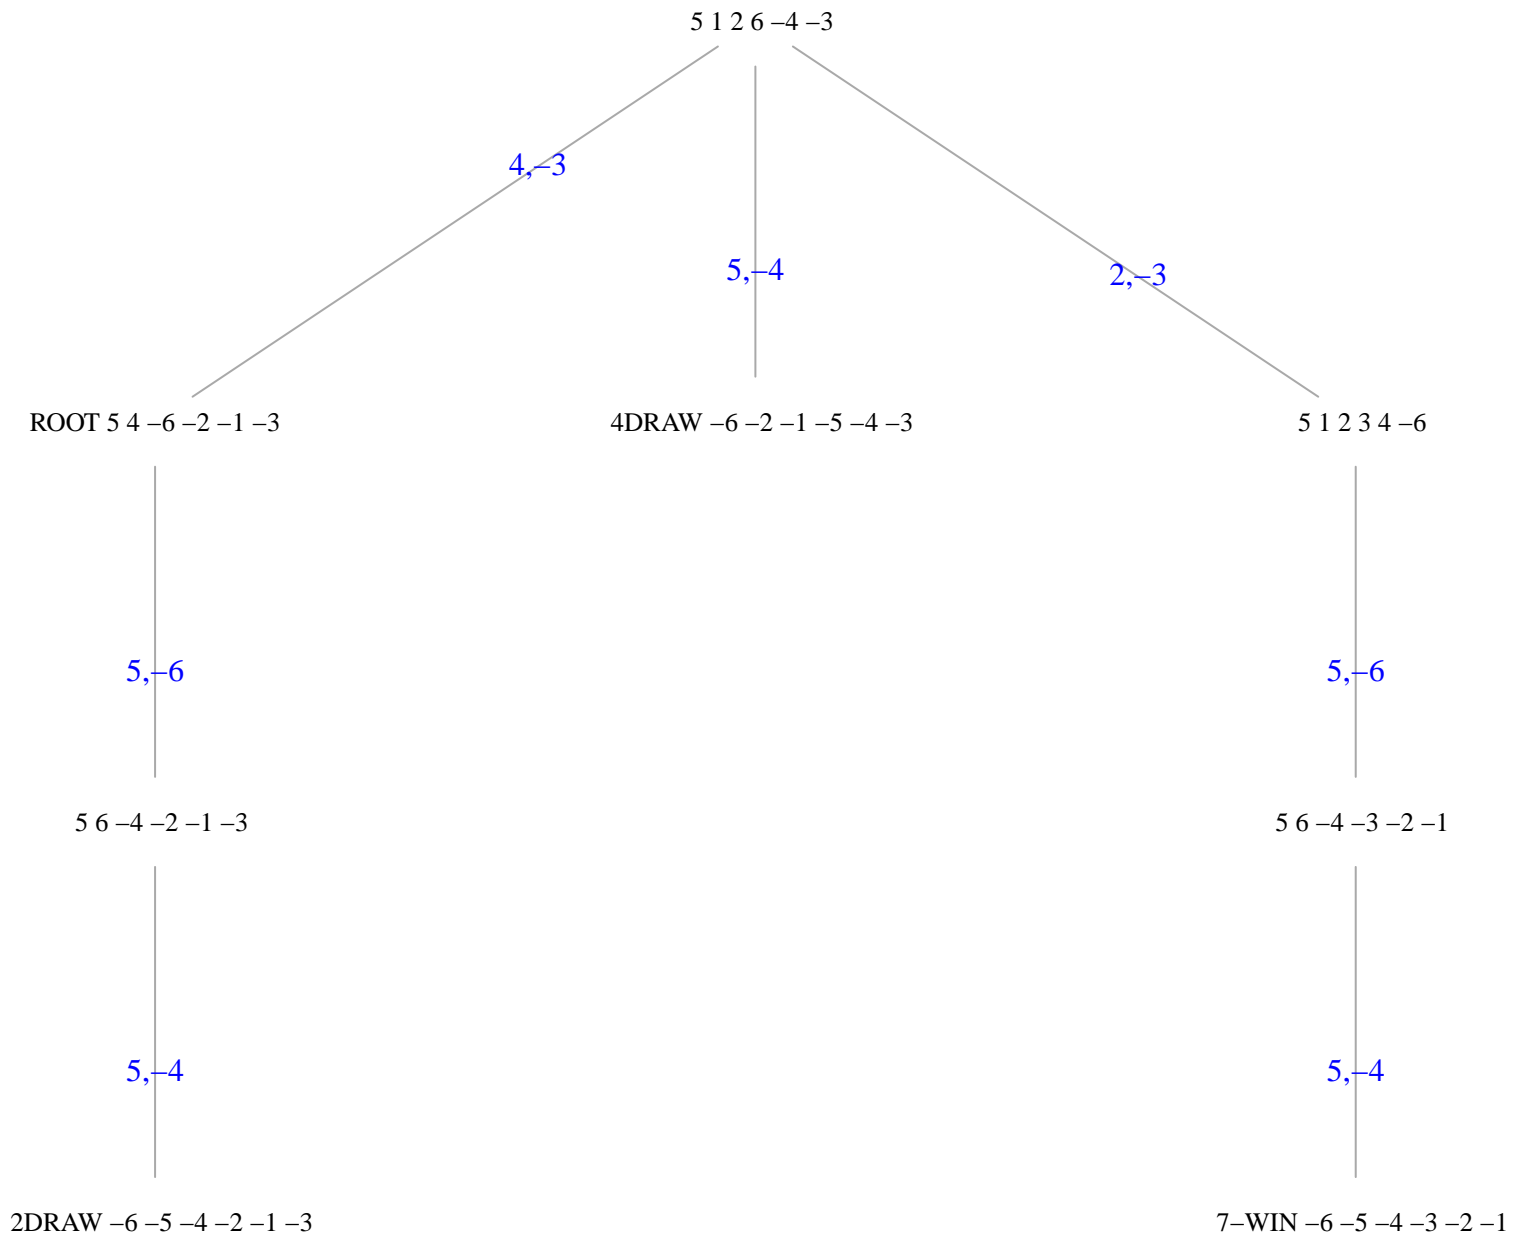 5 1 2 6 –4 –3
4,–3
5,–4
2,–3
ROOT 5 4 –6 –2 –1 –3
4DRAW –6 –2 –1 –5 –4 –3
5 1 2 3 4 –6
5,–6
5,–6
5 6 –4 –2 –1 –3
5 6 –4 –3 –2 –1
5,–4
5,–4
2DRAW –6 –5 –4 –2 –1 –3
7–WIN –6 –5 –4 –3 –2 –1